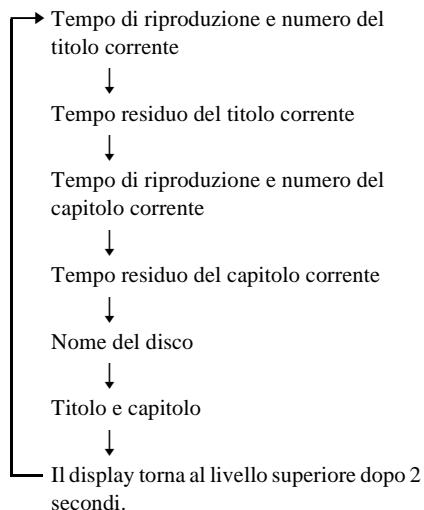 Tempo di riproduzione e numero del
titolo corrente
Tempo residuo del titolo corrente
Tempo di riproduzione e numero del
capitolo corrente
Tempo residuo del capitolo corrente
Nome del disco
Titolo e capitolo
Il display torna al livello superiore dopo 2
secondi.